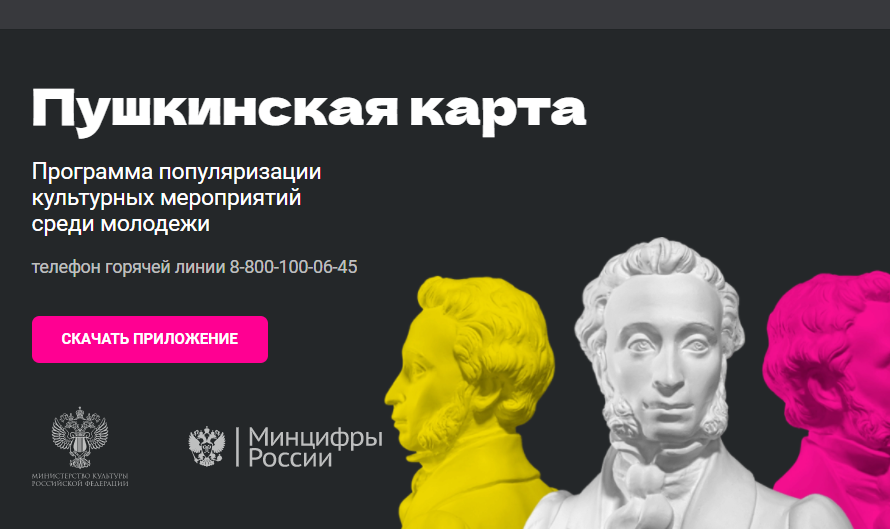 Пушкинская карта
Программа популяризации
культурных мероприятий
среди молодежи
телефон горячей линии 8-800-100-06-45
СКАЧАТЬ ПРИЛОЖЕНИЕ
Минцифры
России
МИНИСТЕРСТВО КУЛЬТУРЫ
РОССИЙСКОЙ ФЕДЕРАЦИИ